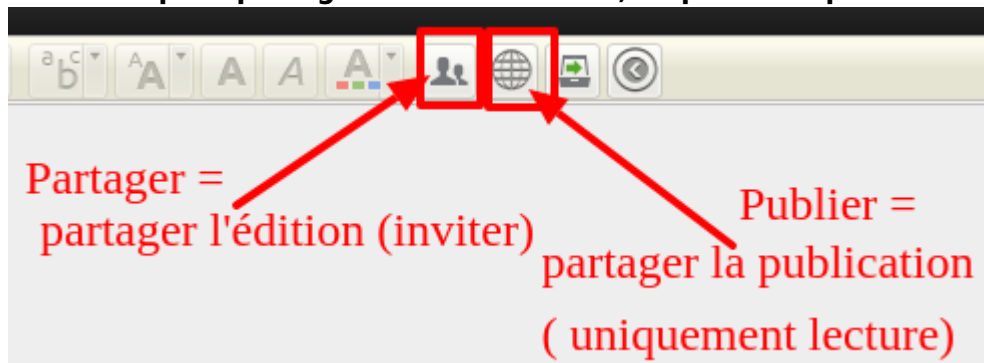 Partager =
partager l'édition (inviter)
Publier =
partager la publication
( uniquement lecture)